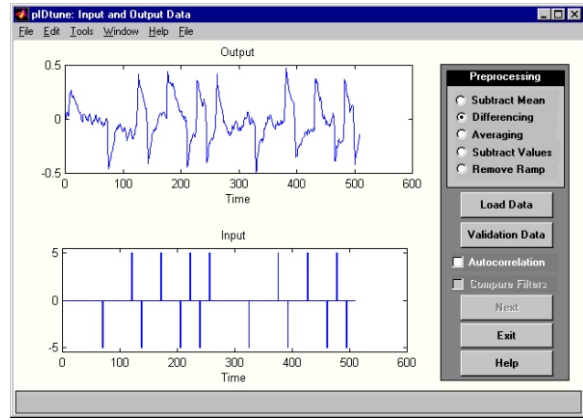 pIDtune: Input and Output Data
File Edit Tools Window Help File
Output
0.5
0
-0.5
0 100 200 300 400 500 600
Time
Input
5
0
-5
0 100 200 300 400 500 600
Time
Preprocessing
Subtract Mean
Differencing
Averaging
Subtract Values
Remove Ramp
Load Data
Validation Data
Autocorrelation
Compare Filters
Next
Exit
Help